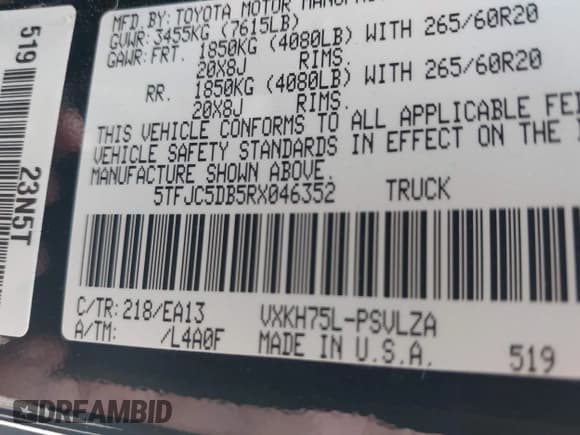 MFD.BY: TOYOTA MOTOR
GVWR: 3455KG (7615LB)
GAWR: FRT. 1850KG (4080LB) WITH 265/60R20
20X8J RIMS.
RR. 1850KG (4080LB) WITH 265/60R20
20X8J RIMS.
THIS VEHICLE CONFORMS TO ALL APPLICABLE FE
VEHICLE SAFETY STANDARDS IN EFFECT ON THE
MANUFACTURE SHOWN ABOVE.
5TFJC5DB5RX046352 TRUCK
C/TR: 218/EA13 VXKH75L-PSVLZA
A/TM: /L4A0F MADE IN U.S.A. 519
519
23N5T
DREAMBID